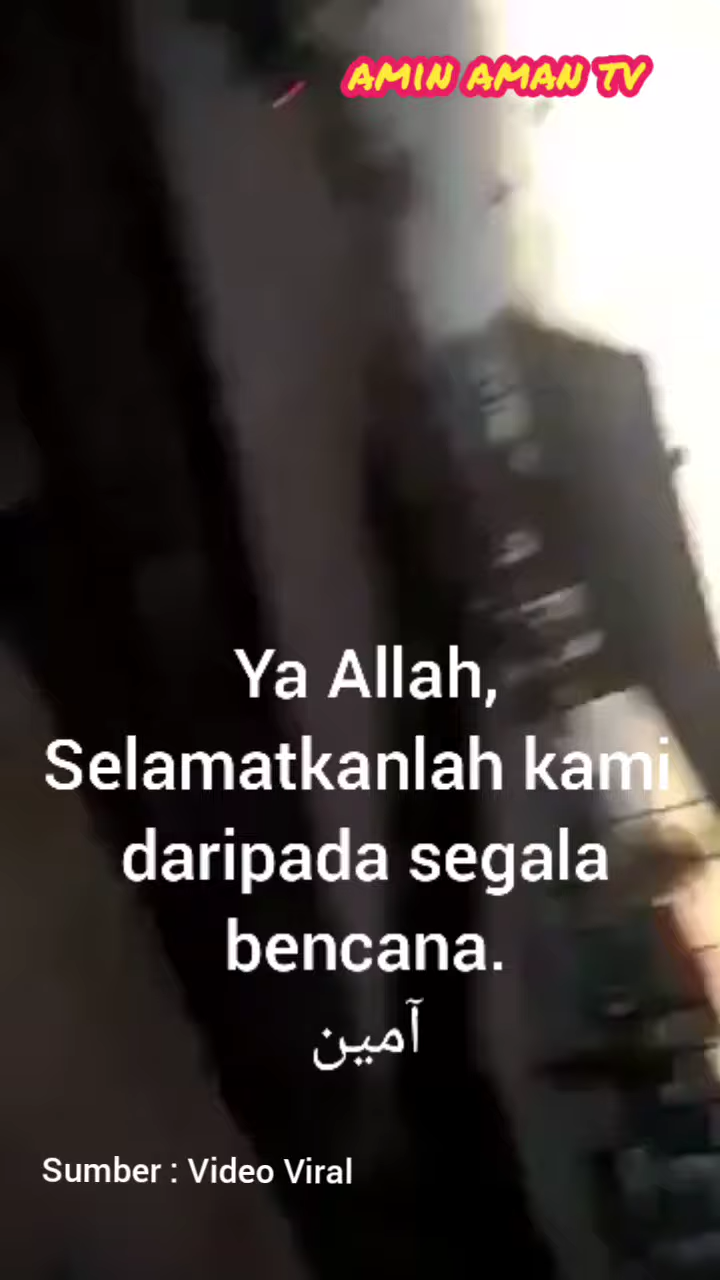 AMIN AMAN TV
Ya Allah,
Selamatkanlah kami
daripada segala
bencana.
آمين
Sumber : Video Viral